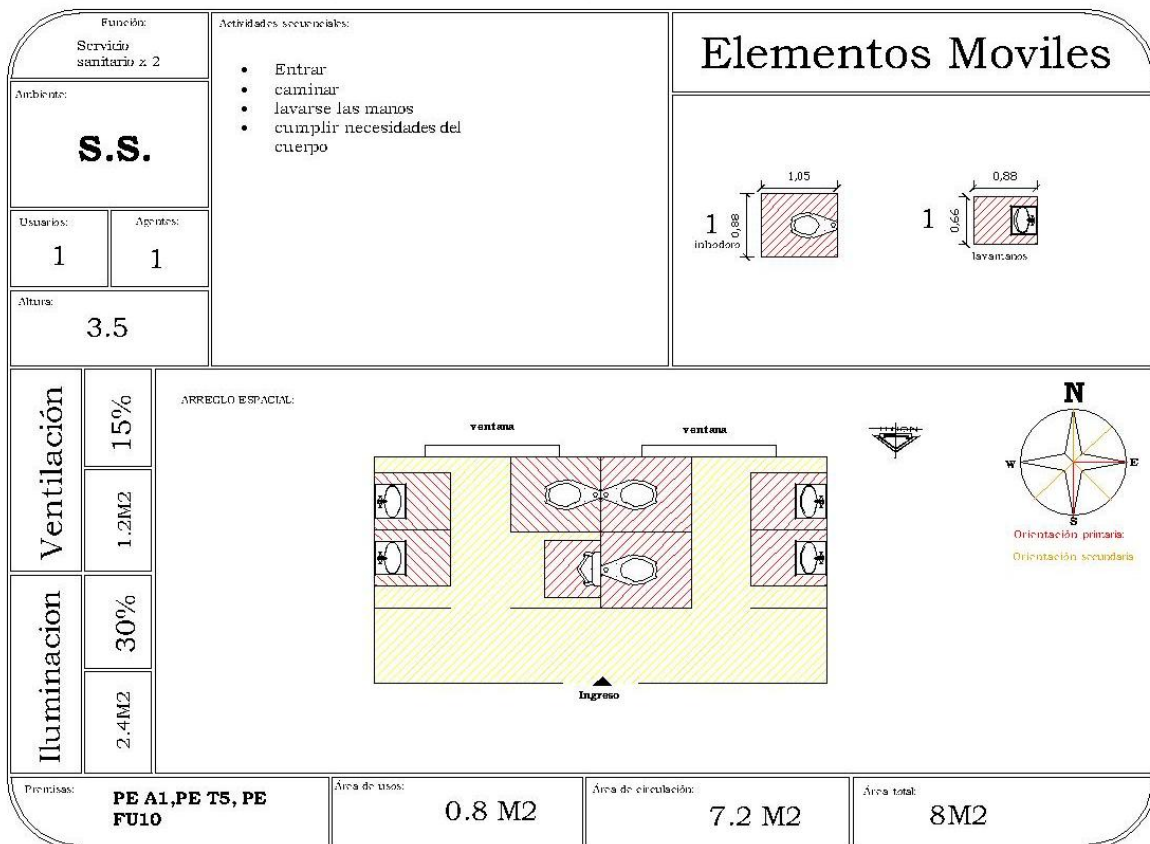 Función:
Servicio
sanitario x 2
Ambiente:
S.S.
Usuarios:
1
Agentes:
1
Altura:
3.5
Actividades secuenciales:
• Entrar
• caminar
• lavarse las manos
• cumplir necesidades del
cuerpo
Elementos Moviles
1,05
1
0,88
inhodoro
0,88
1
0,66
lavamanos
Ventilación
15%
1.2M2
Iluminacion
30%
2.4M2
ARREGLO ESPACIAL:
ventana
ventana
Ingreso
N
W
E
S
Orientación primaria:
Orientación secundaria
Premisas:
PE A1,PE T5, PE
FU10
Área de usos:
0.8 M2
Área de circulación:
7.2 M2
Área total:
8M2